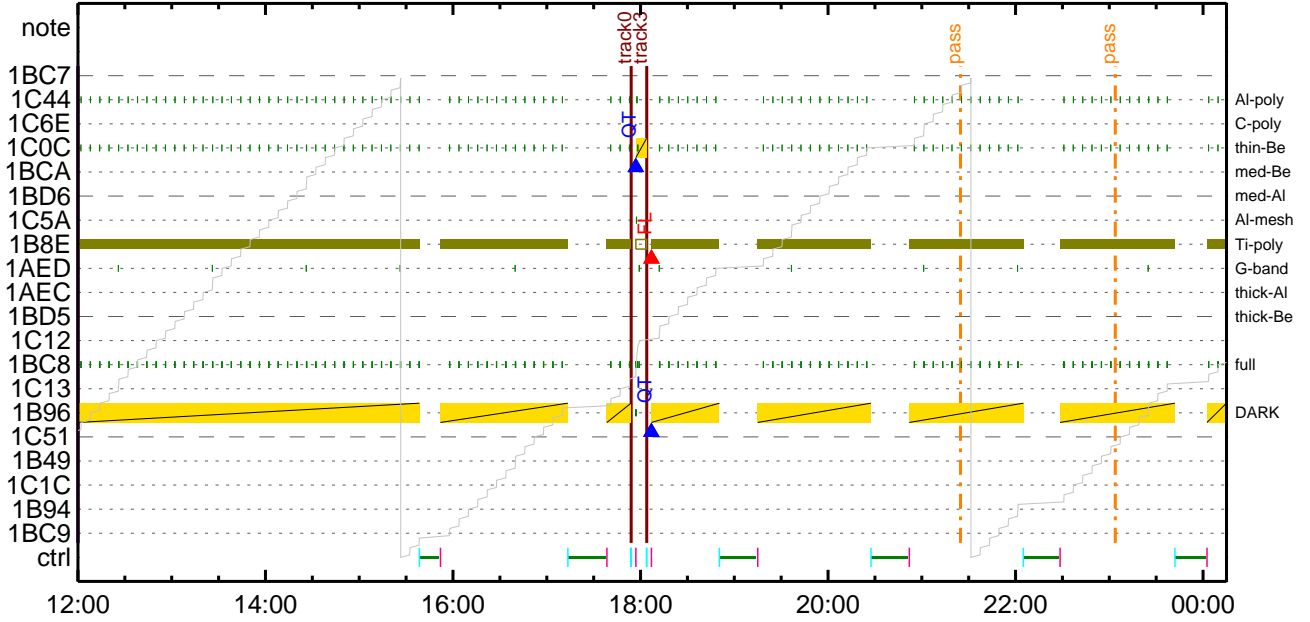 note
track0
track3
pass
pass
1BC7
1C44 Al-poly
1C6E C-poly
QT
1C0C thin-Be
1BCA med-Be
1BD6 med-Al
1C5A Al-mesh
FL
1B8E Ti-poly
1AED G-band
1AEC thick-Al
1BD5 thick-Be
1C12
1BC8 full
1C13
QT
1B96 DARK
1C51
1B49
1C1C
1B94
1BC9
ctrl
12:00 14:00 16:00 18:00 20:00 22:00 00:00